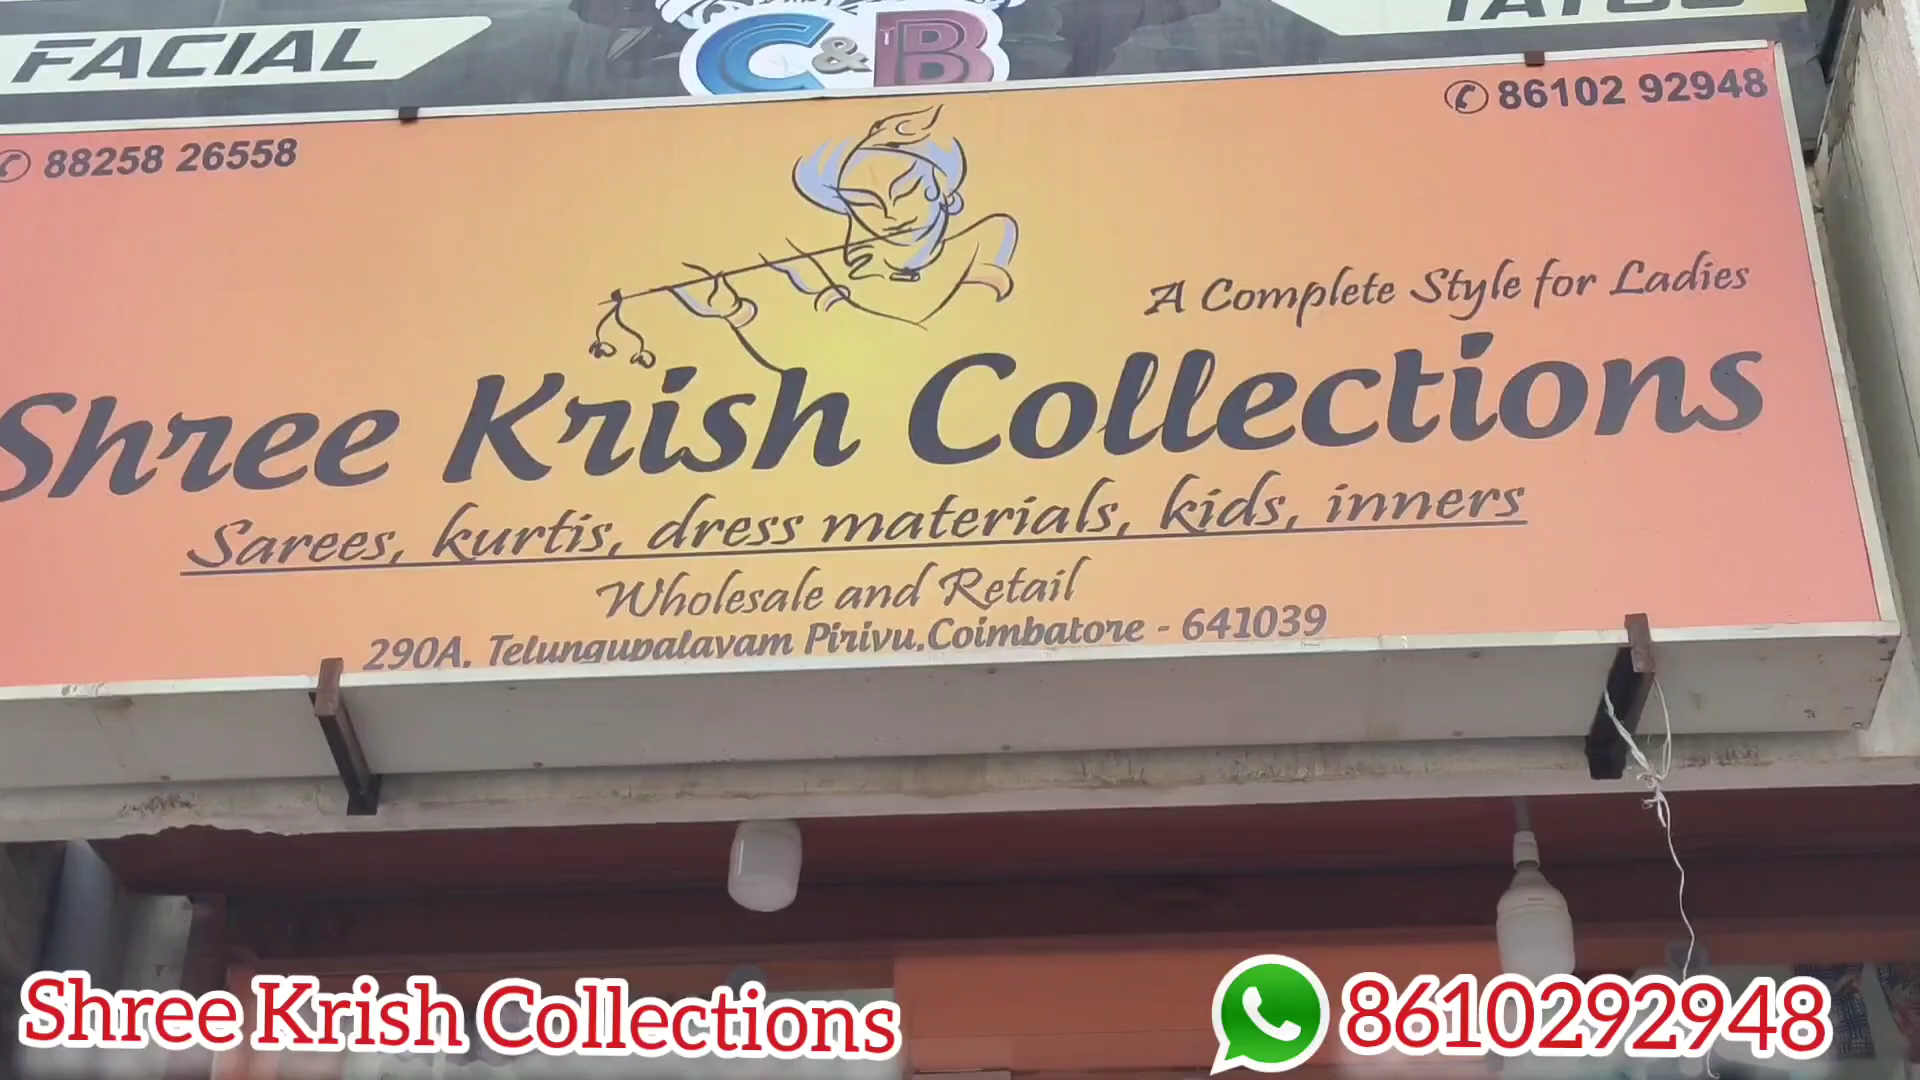 FACIAL
C&B
88258 26558
86102 92948
A Complete Style for Ladies
Shree Krish Collections
Sarees, kurtis, dress materials, kids, inners
Wholesale and Retail
290A, Telungupalayam Pirivu,Coimbatore - 641039
Shree Krish Collections
8610292948